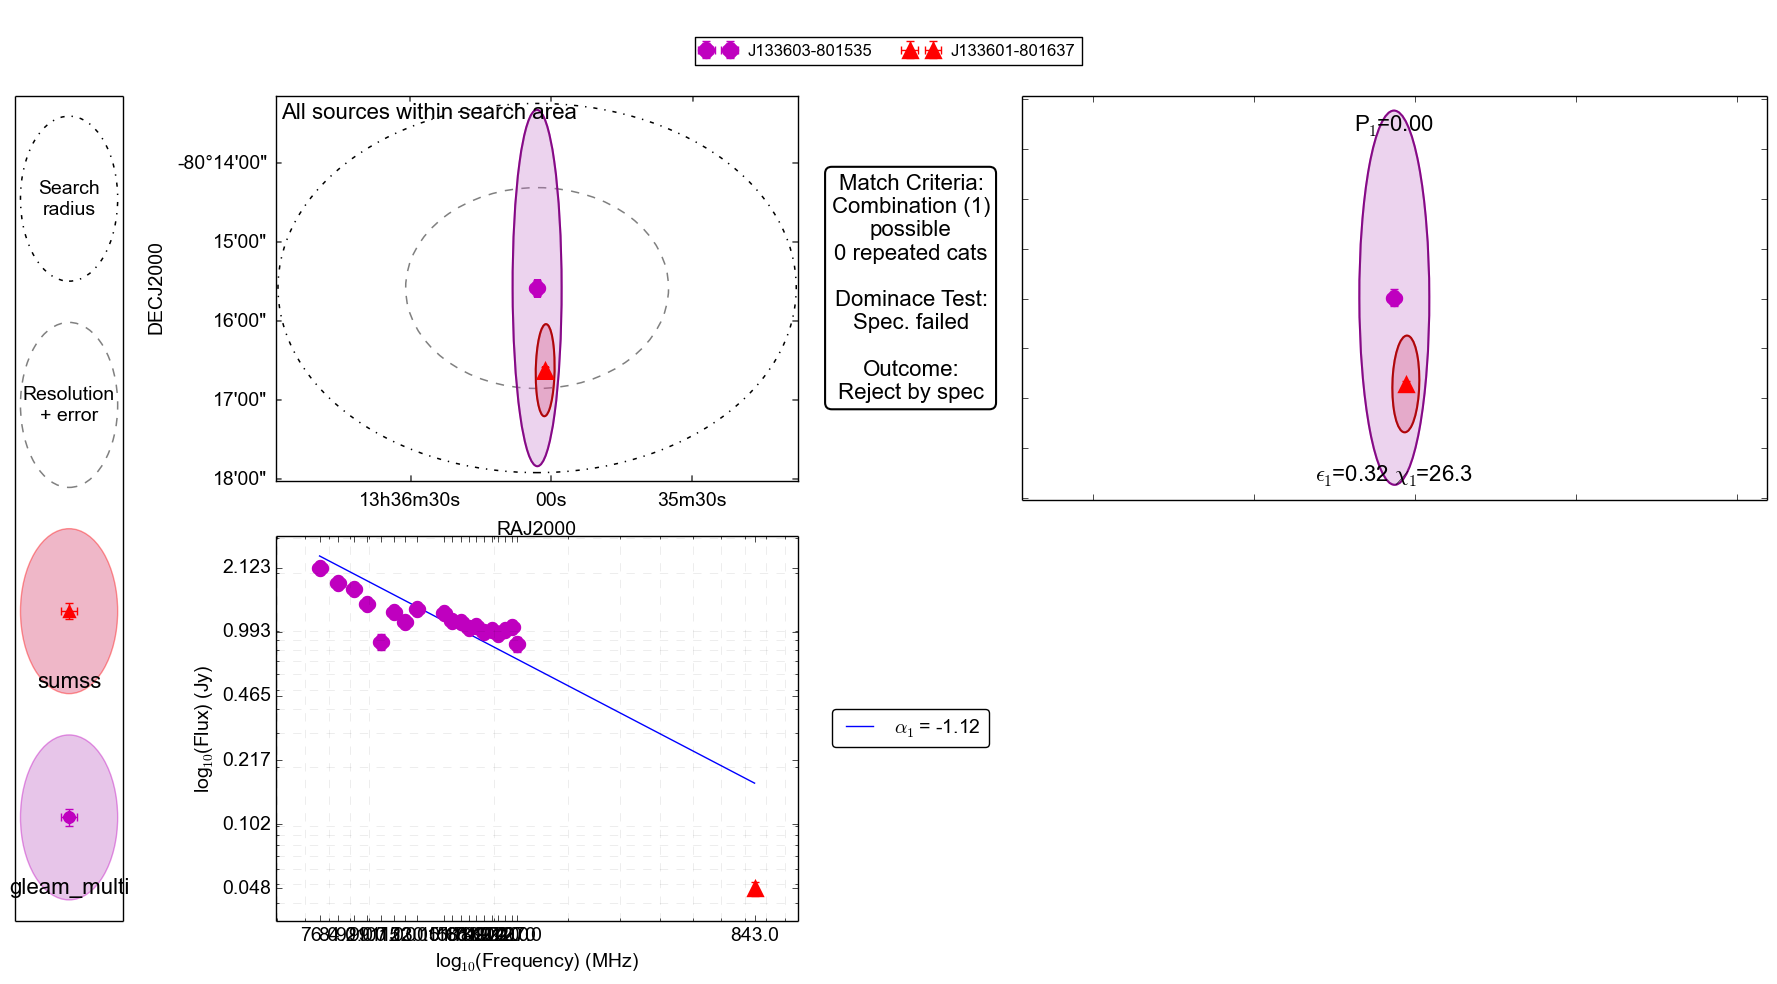 J133603-801535 J133601-801637
Search
radius
Resolution
+ error
sumss
gleam_multi
All sources within search area
DECJ2000
-80°14'00"
15'00"
16'00"
17'00"
18'00"
13h36m30s 00s 35m30s
RAJ2000
Match Criteria:
Combination (1)
possible
0 repeated cats
Dominace Test:
Spec. failed
Outcome:
Reject by spec
P1=0.00
ϵ1=0.32 χ1=26.3
log10(Flux) (Jy)
2.123
0.993
0.465
0.217
0.102
0.048
843.0
log10(Frequency) (MHz)
α1 = -1.12